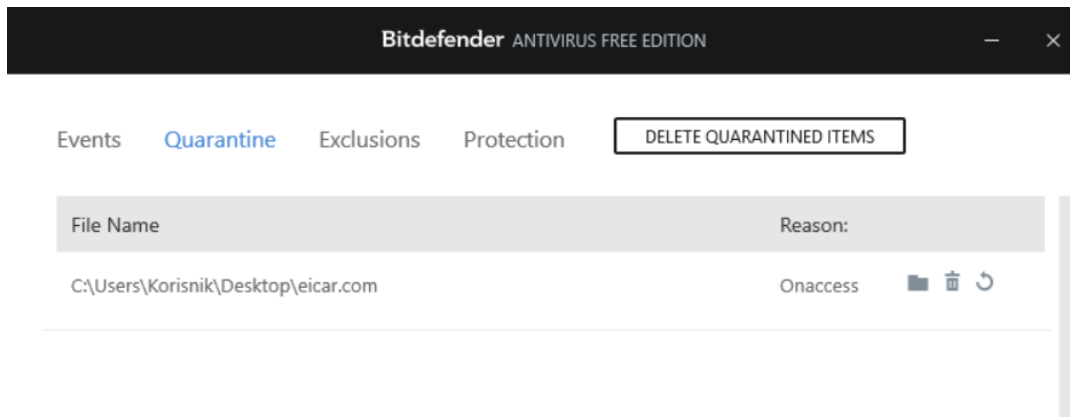 Bitdefender ANTIVIRUS FREE EDITION
Events Quarantine Exclusions Protection DELETE QUARANTINED ITEMS
File Name Reason:
C:\Users\Korisnik\Desktop\eicar.com Onaccess